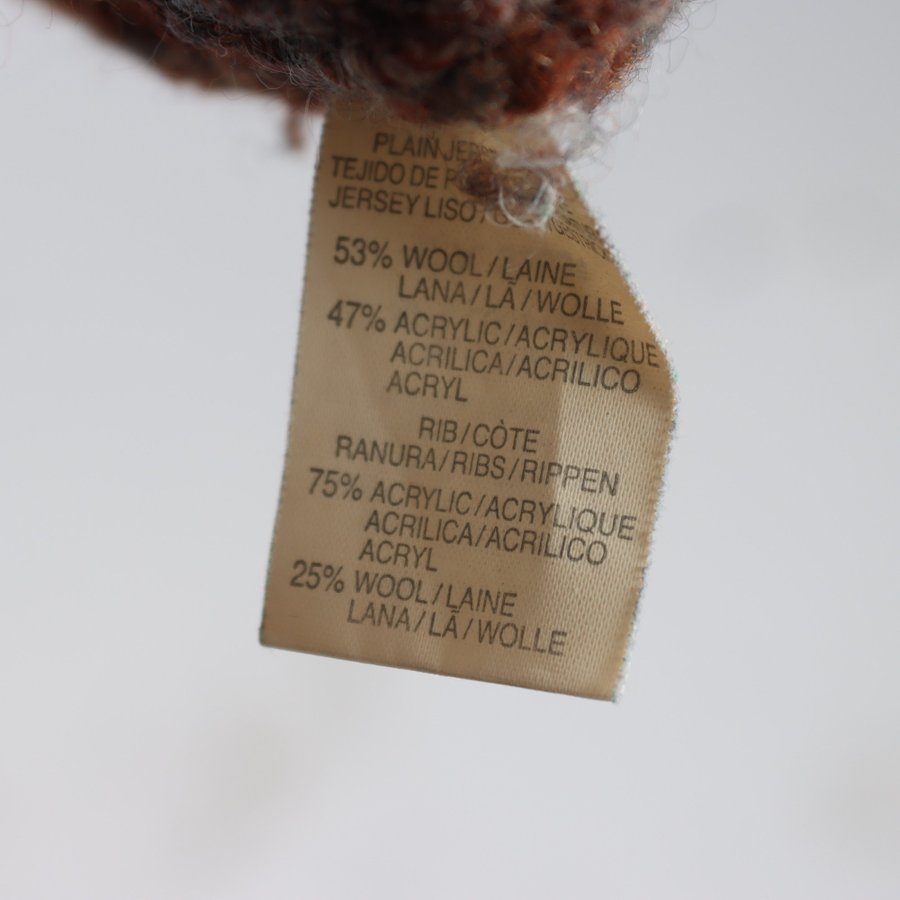 PLAIN
TEJIDO DE
JERSEY LISO/
53% WOOL/LAINE
LANA/LÃ/WOLLE
47% ACRYLIC/ACRYLIQUE
ACRILICA/ACRILICO
ACRYL
RIB/CÒTE
RANURA/RIBS/RIPPEN
75% ACRYLIC/ACRYLIQUE
ACRILICA/ACRILICO
ACRYL
25% WOOL/LAINE
LANA/LÃ/WOLLE